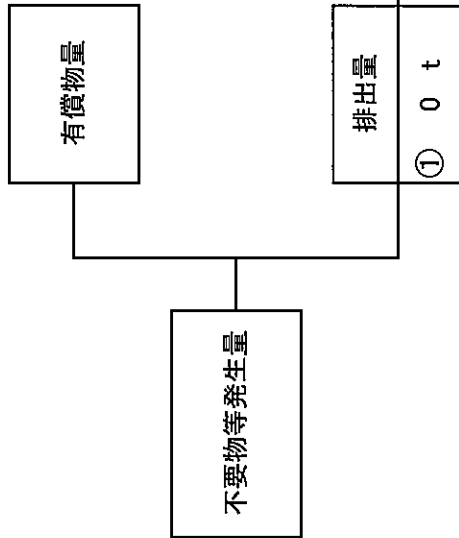 有償物量
不要物等発生量
排出量
① 0 t